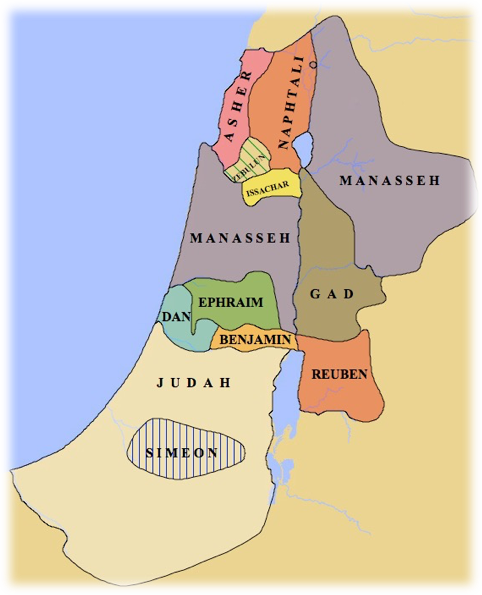 ASHER
NAPHTALI
ZEBULUN
ISSACHAR
MANASSEH
MANASSEH
GAD
DAN
EPHRAIM
BENJAMIN
REUBEN
JUDAH
SIMEON